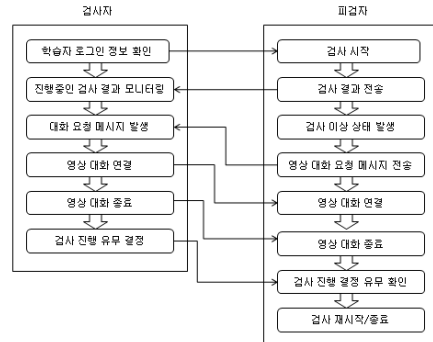 검사자
학습자 로그인 정보 확인
진행중인 검사 결과 모니터링
대화 요청 메시지 발생
영상 대화 연결
영상 대화 종료
검사 진행 유무 결정
피검자
검사 시작
검사 결과 전송
검사 이상 상태 발생
영상 대화 요청 메시지 전송
영상 대화 연결
영상 대화 종료
검사 진행 결정 유무 확인
검사 재시작/종료